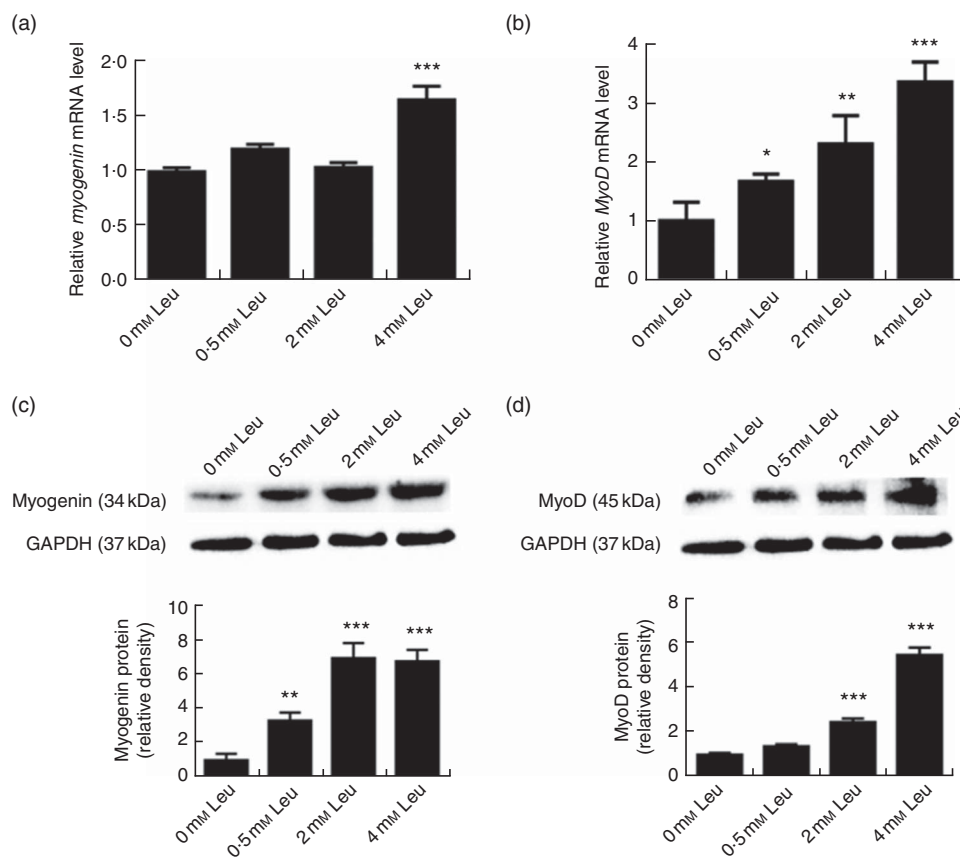 (a)
Relative myogenin mRNA level
2·0
1·5
1·0
0·5
0·0
***
0 mM Leu
0·5 mM Leu
2 mM Leu
4 mM Leu
(b)
Relative MyoD mRNA level
4
3
2
1
0
*
**
***
0 mM Leu
0·5 mM Leu
2 mM Leu
4 mM Leu
(c)
0 mM Leu
0·5 mM Leu
2 mM Leu
4 mM Leu
Myogenin (34 kDa)
GAPDH (37 kDa)
Myogenin protein
(relative density)
10
8
6
4
2
0
**
***
***
0 mM Leu
0·5 mM Leu
2 mM Leu
4 mM Leu
(d)
0 mM Leu
0·5 mM Leu
2 mM Leu
4 mM Leu
MyoD (45 kDa)
GAPDH (37 kDa)
MyoD protein
(relative density)
8
6
4
2
0
***
***
0 mM Leu
0·5 mM Leu
2 mM Leu
4 mM Leu